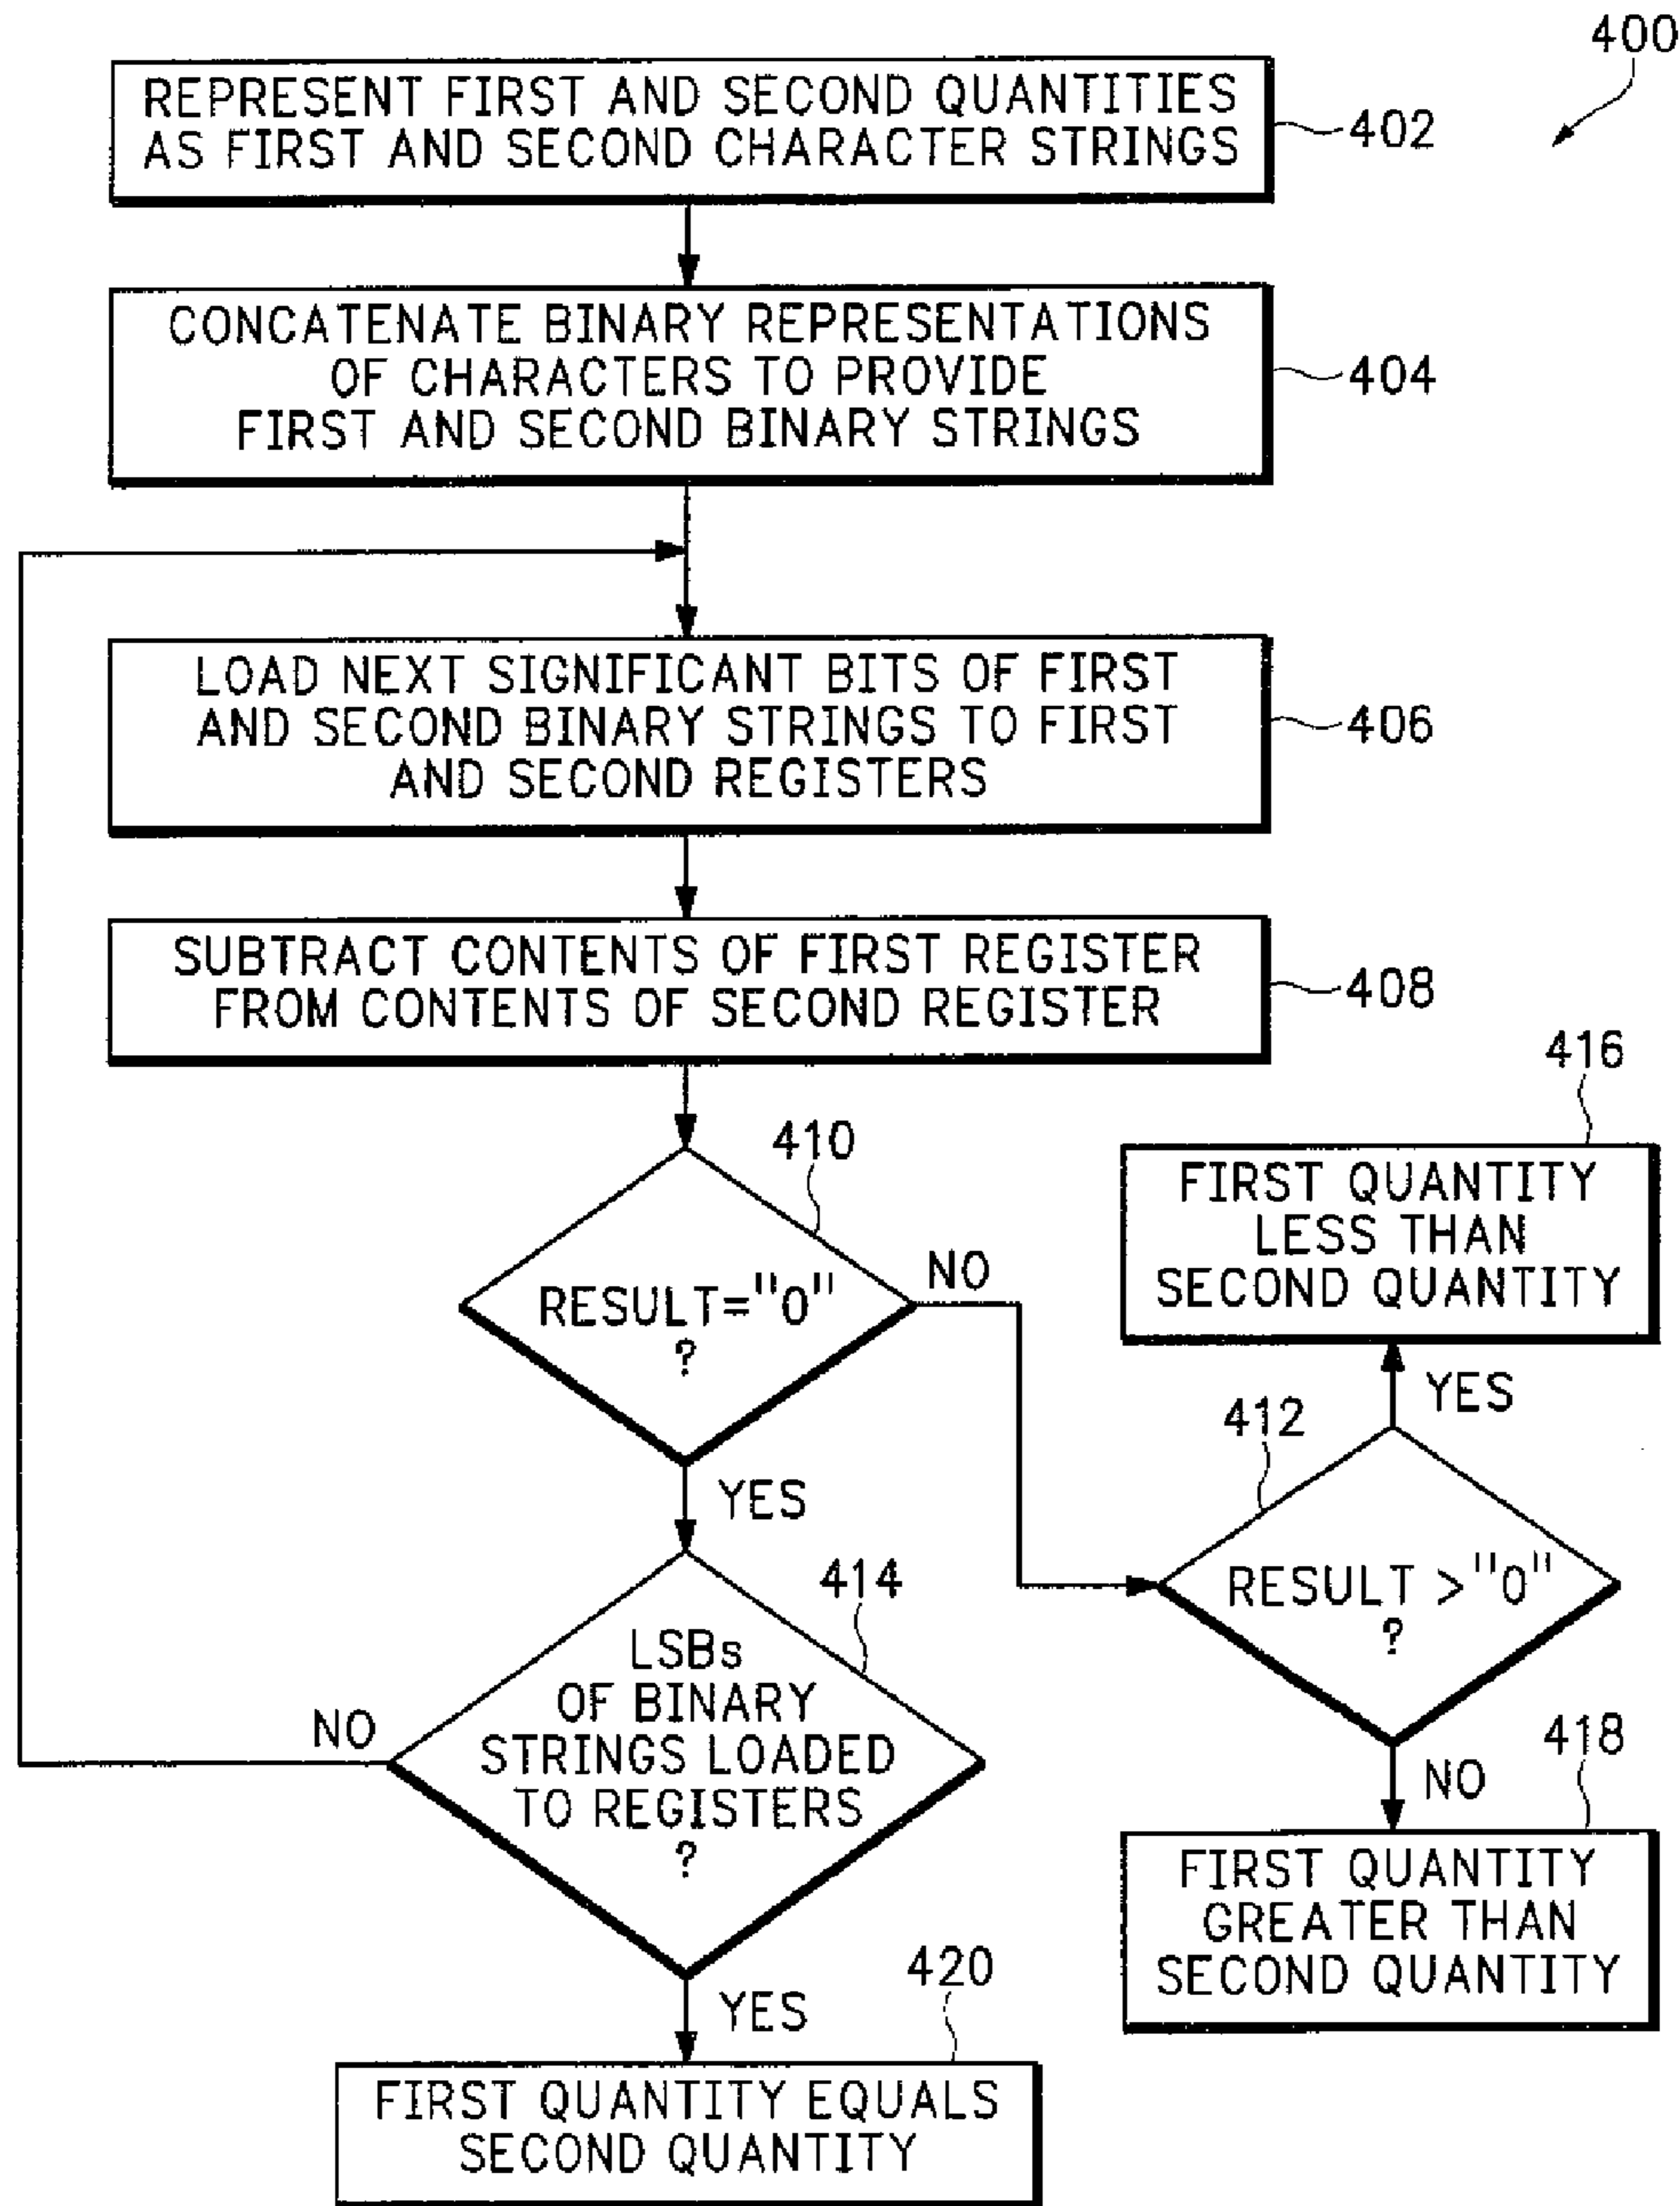 400
REPRESENT FIRST AND SECOND QUANTITIES
AS FIRST AND SECOND CHARACTER STRINGS
402
CONCATENATE BINARY REPRESENTATIONS
OF CHARACTERS TO PROVIDE
FIRST AND SECOND BINARY STRINGS
404
LOAD NEXT SIGNIFICANT BITS OF FIRST
AND SECOND BINARY STRINGS TO FIRST
AND SECOND REGISTERS
406
SUBTRACT CONTENTS OF FIRST REGISTER
FROM CONTENTS OF SECOND REGISTER
408
410
RESULT="0"
?
NO
YES
416
FIRST QUANTITY
LESS THAN
SECOND QUANTITY
YES
412
RESULT >"0"
?
NO
414
LSBs
OF BINARY
STRINGS LOADED
TO REGISTERS
?
NO
YES
418
FIRST QUANTITY
GREATER THAN
SECOND QUANTITY
420
FIRST QUANTITY EQUALS
SECOND QUANTITY